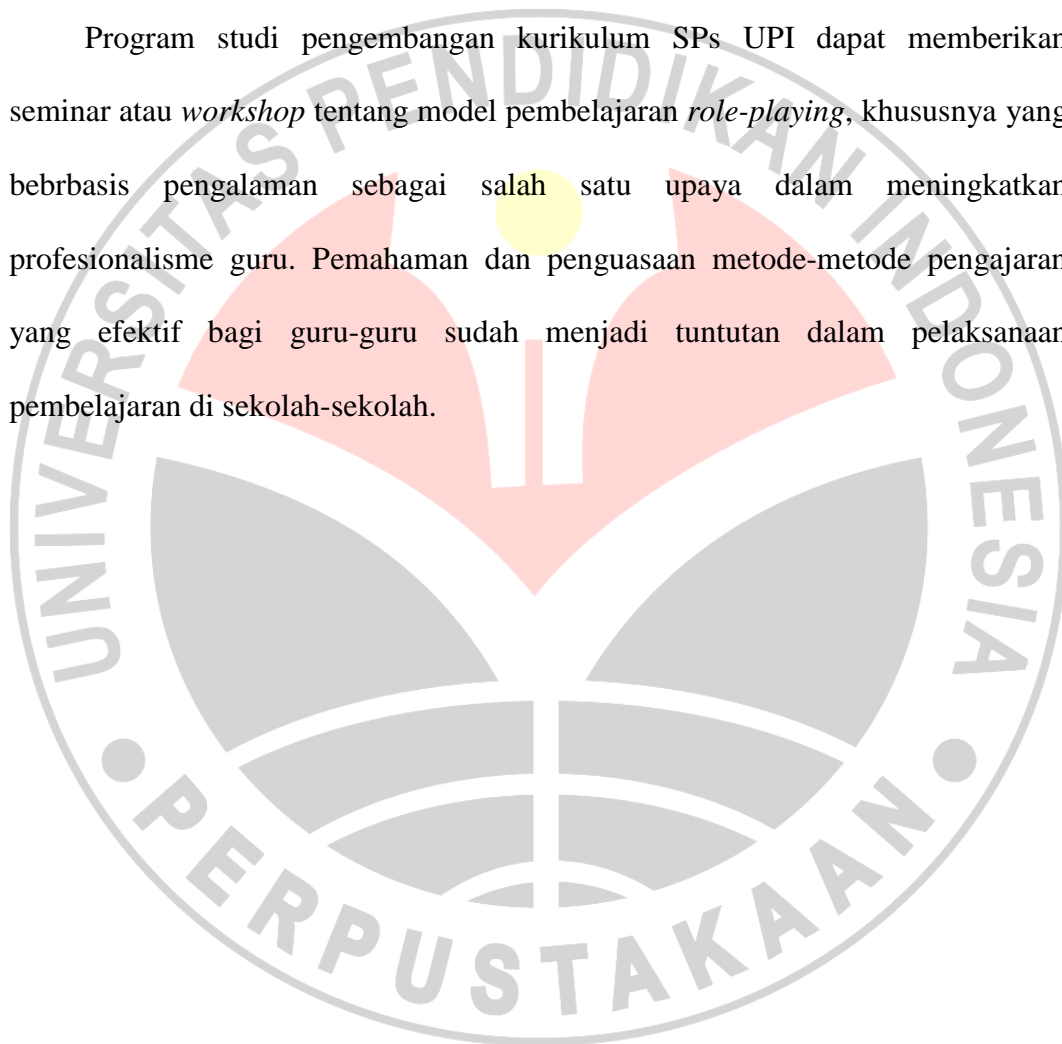 Program studi pengembangan kurikulum SPs UPI dapat memberikan
seminar atau workshop tentang model pembelajaran role-playing, khususnya yang
bebrbasis pengalaman sebagai salah satu upaya dalam meningkatkan
profesionalisme guru. Pemahaman dan penguasaan metode-metode pengajaran
yang efektif bagi guru-guru sudah menjadi tuntutan dalam pelaksanaan
pembelajaran di sekolah-sekolah.
UNIVERSITAS PENDIDIKAN INDONESIA
PERPUSTAKAAN